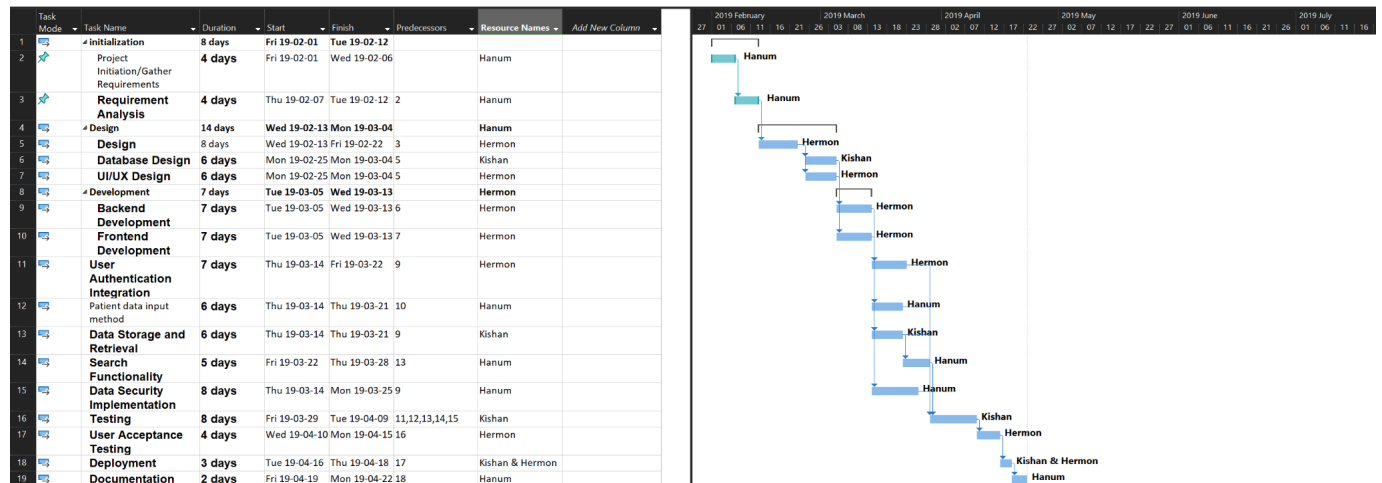 Task Mode Task Name Duration Start Finish Predecessors Resource Names Add New Column
1 initialization 8 days Fri 19-02-01 Tue 19-02-12
2 Project Initiation/Gather Requirements 4 days Fri 19-02-01 Wed 19-02-06 Hanum
3 Requirement Analysis 4 days Thu 19-02-07 Tue 19-02-12 2 Hanum
4 Design 14 days Wed 19-02-13 Mon 19-03-04 Hanum
5 Design 8 days Wed 19-02-13 Fri 19-02-22 3 Hermon
6 Database Design 6 days Mon 19-02-25 Mon 19-03-04 5 Kishan
7 UI/UX Design 6 days Mon 19-02-25 Mon 19-03-04 5 Hermon
8 Development 7 days Tue 19-03-05 Wed 19-03-13 Hermon
9 Backend Development 7 days Tue 19-03-05 Wed 19-03-13 6 Hermon
10 Frontend Development 7 days Tue 19-03-05 Wed 19-03-13 7 Hermon
11 User Authentication Integration 7 days Thu 19-03-14 Fri 19-03-22 9 Hermon
12 Patient data input method 6 days Thu 19-03-14 Thu 19-03-21 10 Hanum
13 Data Storage and Retrieval 6 days Thu 19-03-14 Thu 19-03-21 9 Kishan
14 Search Functionality 5 days Fri 19-03-22 Thu 19-03-28 13 Hanum
15 Data Security Implementation 8 days Thu 19-03-14 Mon 19-03-25 9 Hanum
16 Testing 8 days Fri 19-03-29 Tue 19-04-09 11,12,13,14,15 Kishan
17 User Acceptance Testing 4 days Wed 19-04-10 Mon 19-04-15 16 Hermon
18 Deployment 3 days Tue 19-04-16 Thu 19-04-18 17 Kishan & Hermon
19 Documentation 2 days Fri 19-04-19 Mon 19-04-22 18 Hanum
2019 February 2019 March 2019 April 2019 May 2019 June 2019 July
27 01 06 11 16 21 26 03 08 13 18 23 28 02 07 12 17 22 27 02 07 12 17 22 27 01 06 11 16 21 26 01 06 11 16
Hanum
Hanum
Hermon
Kishan
Hermon
Hermon
Hermon
Hermon
Hanum
Kishan
Hanum
Hanum
Kishan
Hermon
Kishan & Hermon
Hanum